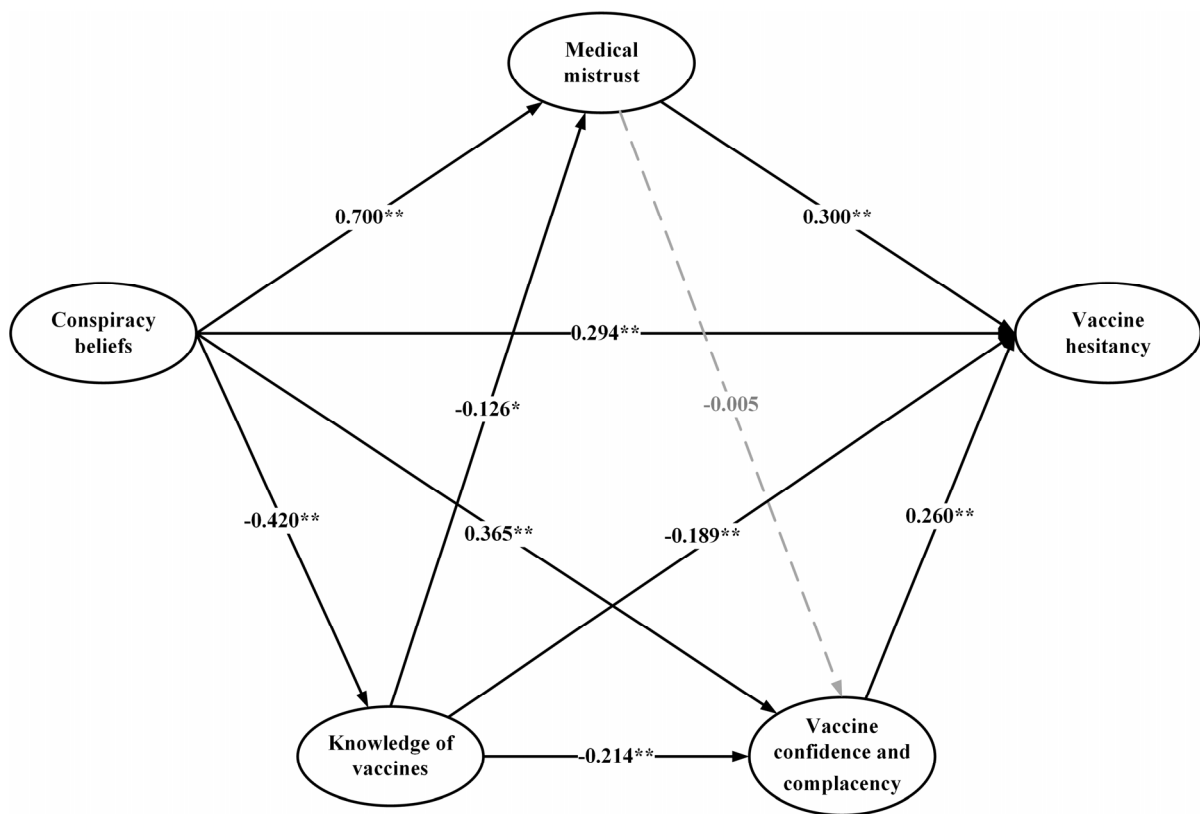 Medical
mistrust
0.700**
0.300**
Conspiracy
beliefs
0.294**
Vaccine
hesitancy
-0.126*
-0.005
-0.420**
0.365**
-0.189**
0.260**
Knowledge of
vaccines
-0.214**
Vaccine
confidence and
complacency